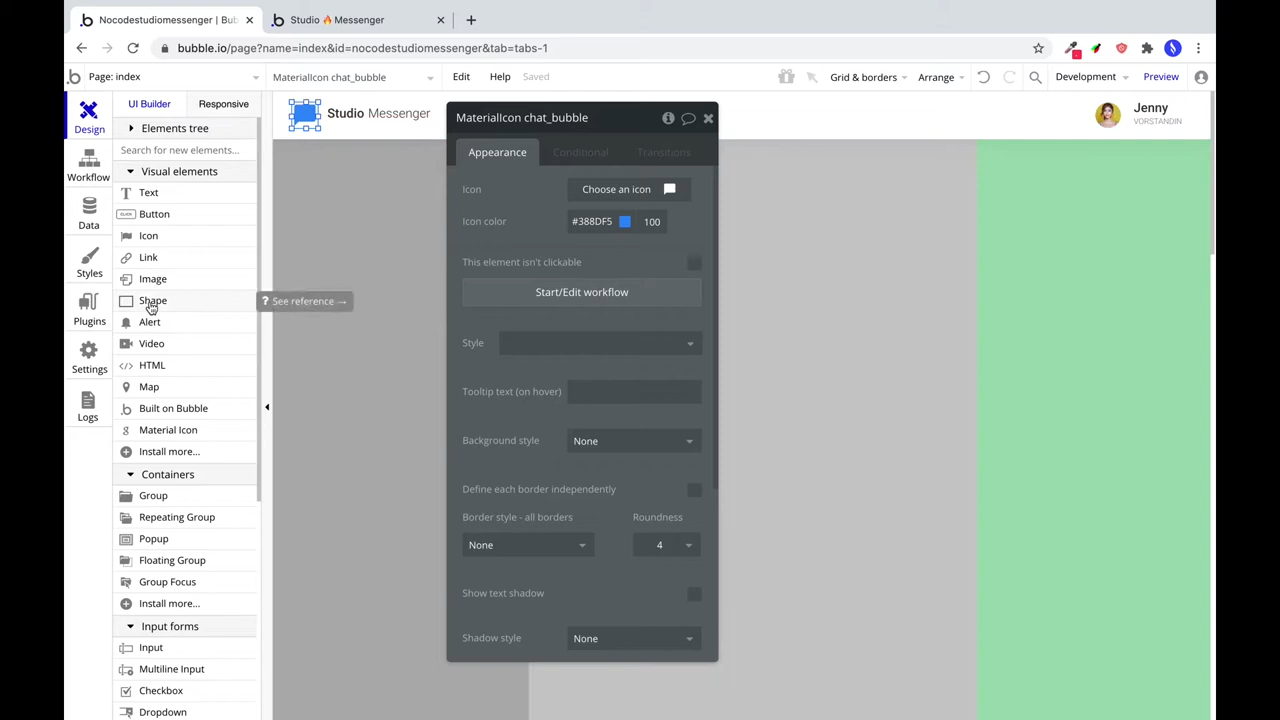 Nocodestudiomessenger | Bub
Studio 🔥 Messenger
bubble.io/page?name=index&id=nocodestudiomessenger&tab=tabs-1
Page: index
MaterialIcon chat_bubble
Edit
Help
Saved
Grid & borders
Arrange
Development
Preview
Design
Workflow
Data
Styles
Plugins
Settings
Logs
UI Builder
Responsive
Elements tree
Search for new elements...
Visual elements
Text
CLICK
Button
Icon
Link
Image
Shape
? See reference →
Alert
Video
HTML
Map
Built on Bubble
Material Icon
Install more...
Containers
Group
Repeating Group
Popup
Floating Group
Group Focus
Install more...
Input forms
Input
Multiline Input
Checkbox
Dropdown
Studio Messenger
Jenny
VORSTANDIN
MaterialIcon chat_bubble
Appearance
Conditional
Transitions
Icon
Choose an icon
Icon color
#388DF5
100
This element isn't clickable
Start/Edit workflow
Style
Tooltip text (on hover)
Background style
None
Define each border independently
Border style - all borders
Roundness
None
4
Show text shadow
Shadow style
None